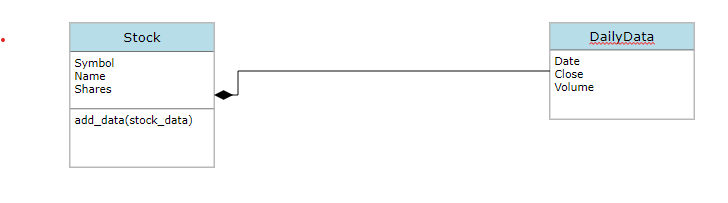 Stock
Symbol
Name
Shares
add_data(stock_data)
DailyData
Date
Close
Volume